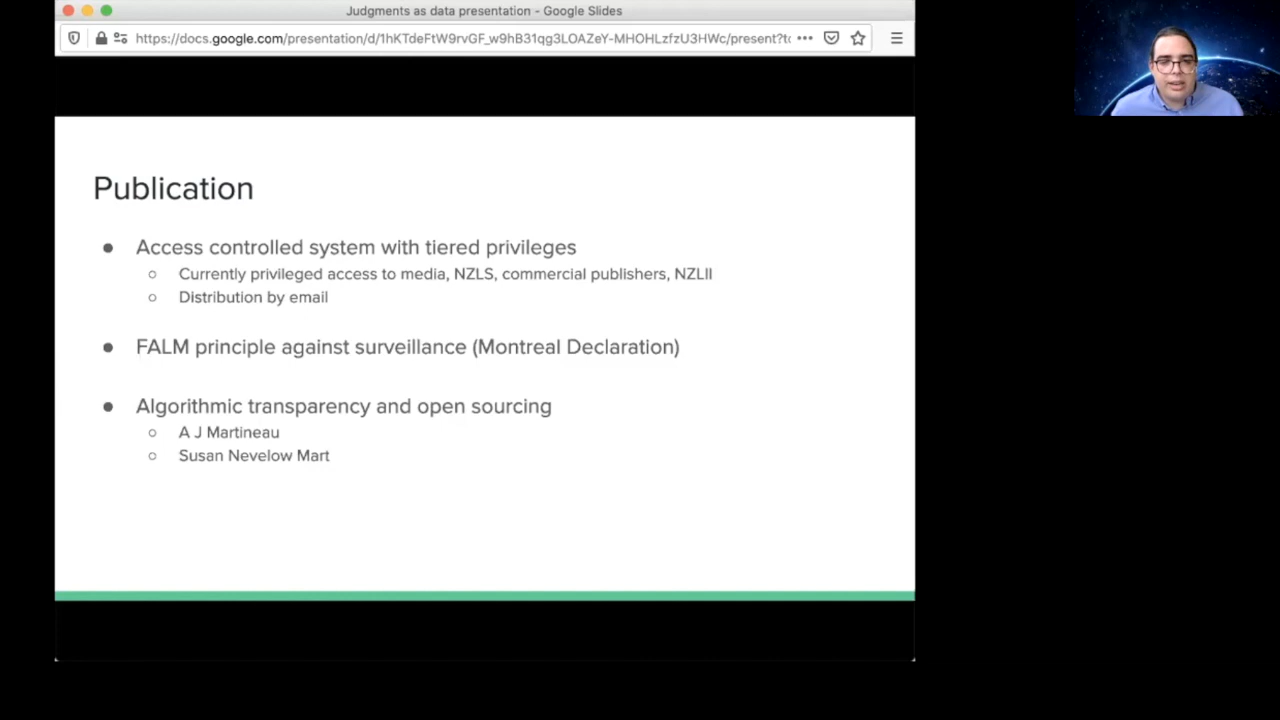 Judgments as data presentation - Google Slides
https://docs.google.com/presentation/d/1hKTdeFtW9rvGF_w9hB31qg3LOAZeY-MHOHLzfzU3HWc/present?to
Publication
● Access controlled system with tiered privileges
○ Currently privileged access to media, NZLS, commercial publishers, NZLII
○ Distribution by email
● FALM principle against surveillance (Montreal Declaration)
● Algorithmic transparency and open sourcing
○ A J Martineau
○ Susan Nevelow Mart